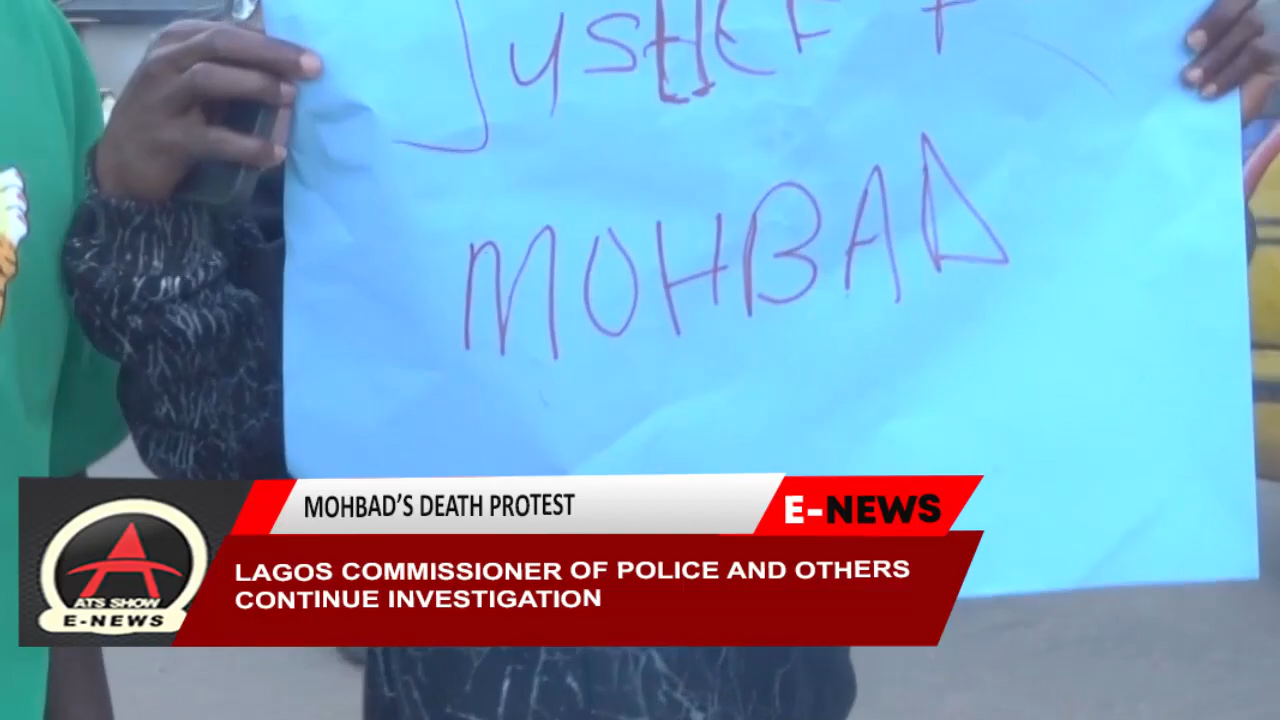 MOHBAD
MOHBAD'S DEATH PROTEST
E-NEWS
LAGOS COMMISSIONER OF POLICE AND OTHERS
CONTINUE INVESTIGATION
ATS SHOW
E-NEWS